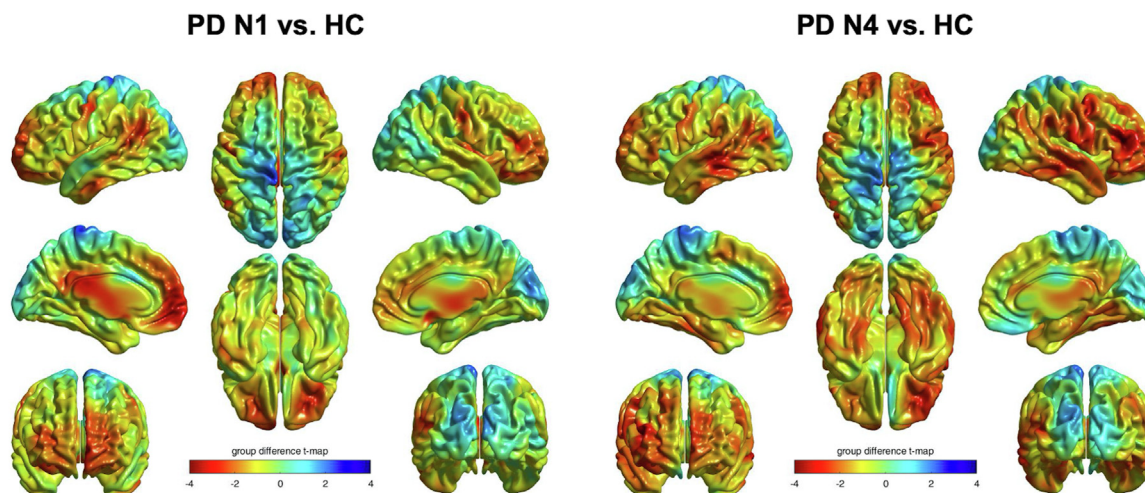 PD N1 vs. HC
PD N4 vs. HC
group difference t-map
-4 -2 0 2 4
group difference t-map
-4 -2 0 2 4